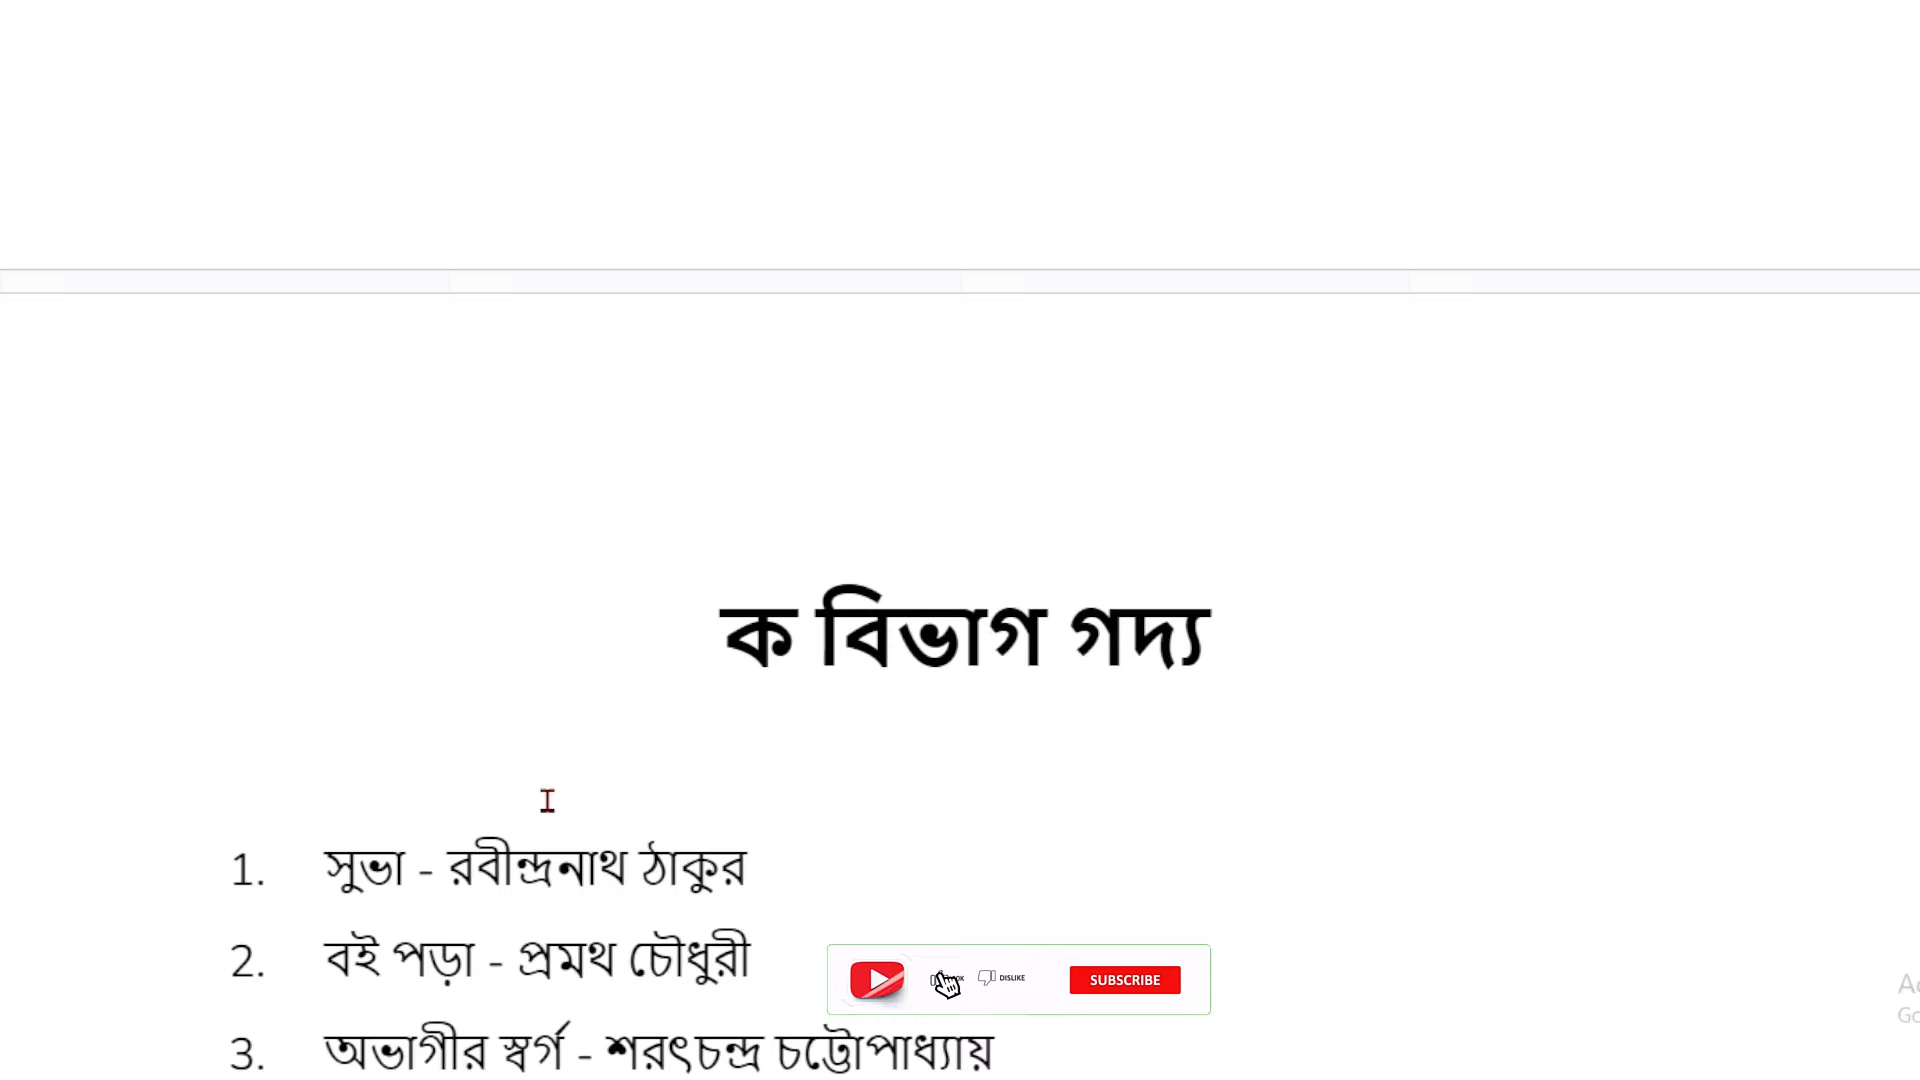 ক বিভাগ গদ্য
1. সুভা - রবীন্দ্রনাথ ঠাকুর
2. বই পড়া - প্রমথ চৌধুরী
DISLIKE SUBSCRIBE
3. অভাগীর স্বর্গ - শরৎচন্দ্র চট্টোপাধ্যায়